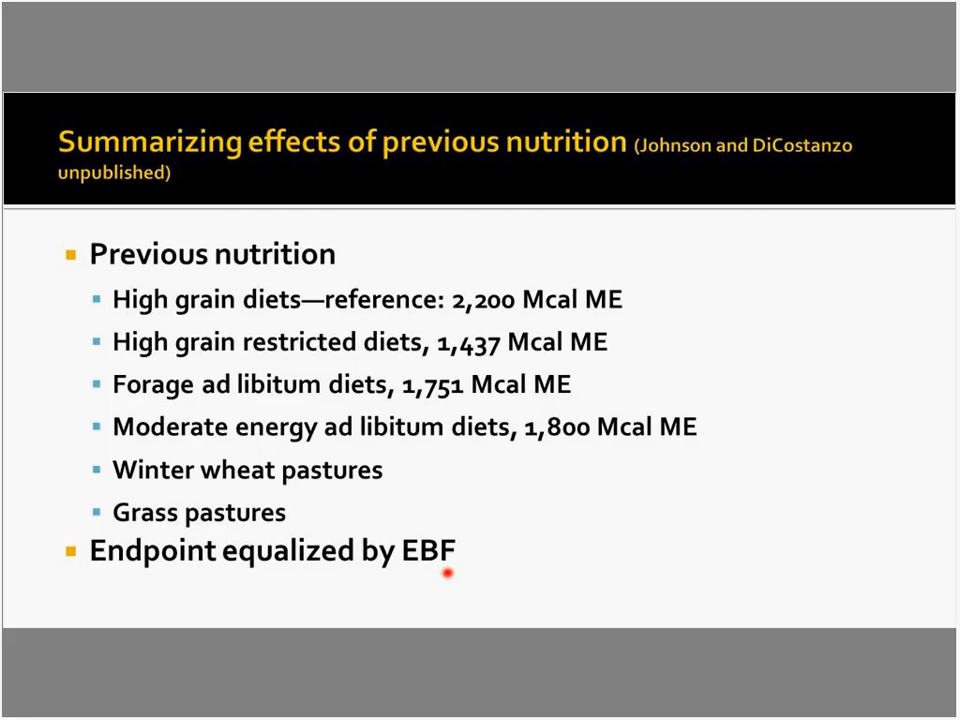 Summarizing effects of previous nutrition (Johnson and DiCostanzo
unpublished)
Previous nutrition
High grain diets—reference: 2,200 Mcal ME
High grain restricted diets, 1,437 Mcal ME
Forage ad libitum diets, 1,751 Mcal ME
Moderate energy ad libitum diets, 1,800 Mcal ME
Winter wheat pastures
Grass pastures
Endpoint equalized by EBF